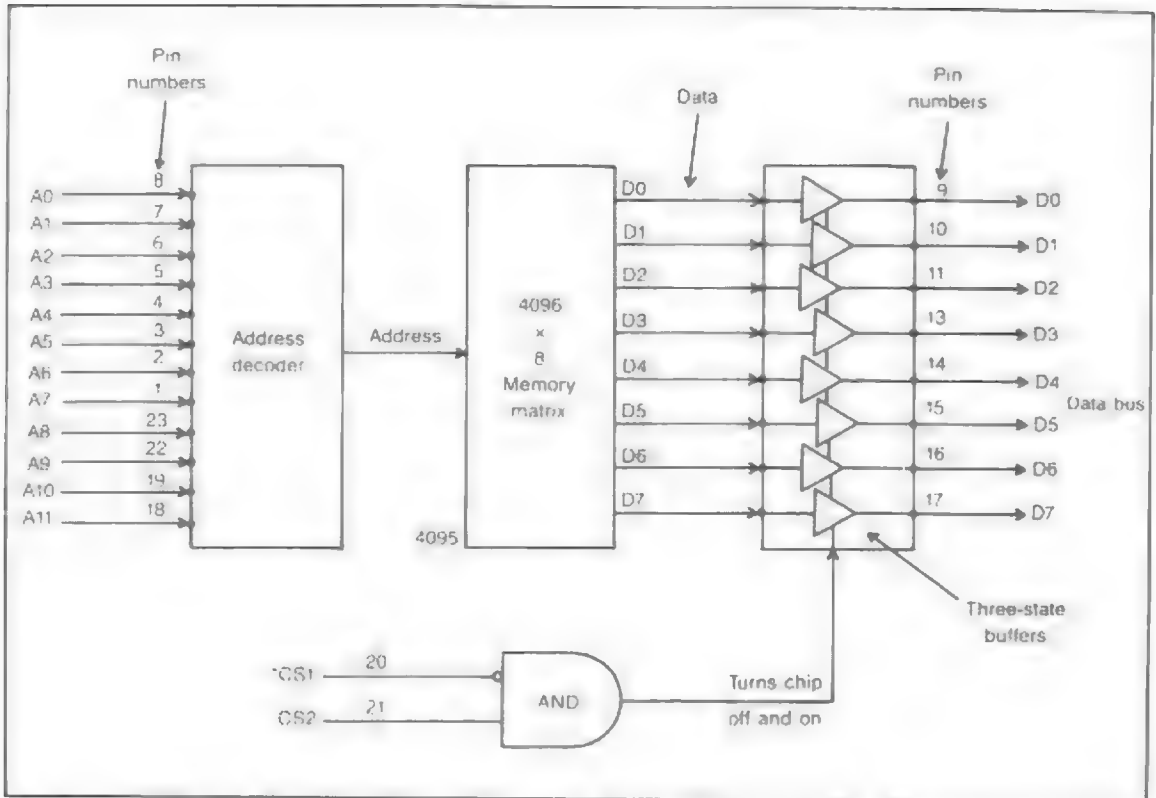 Pin
numbers
Data
Pin
numbers
A0 8
A1 7
A2 6
A3 5
A4 4
A5 3
A6 2
A7 1
A8 23
A9 22
A10 19
A11 18
Address
decoder
Address
4096
×
8
Memory
matrix
4095
D0
D1
D2
D3
D4
D5
D6
D7
9 D0
10 D1
11 D2
13 D3
14 D4
15 D5
16 D6
17 D7
Data bus
Three-state
buffers
*CS1 20
CS2 21
AND
Turns chip
off and on